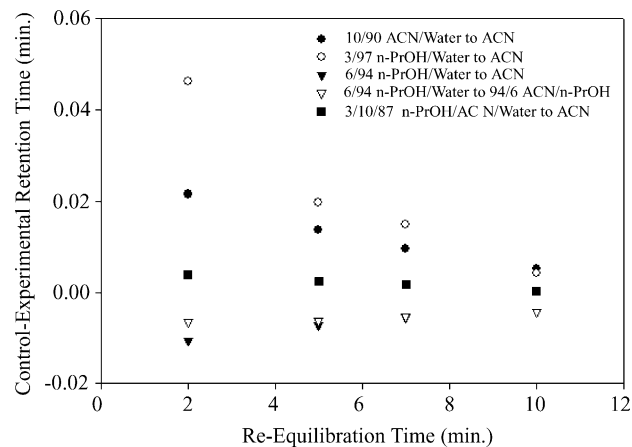 Control-Experimental Retention Time (min.)
0.06
0.04
0.02
0.00
-0.02
10/90 ACN/Water to ACN
3/97 n-PrOH/Water to ACN
6/94 n-PrOH/Water to ACN
6/94 n-PrOH/Water to 94/6 ACN/n-PrOH
3/10/87 n-PrOH/AC N/Water to ACN
0 2 4 6 8 10 12
Re-Equilibration Time (min.)